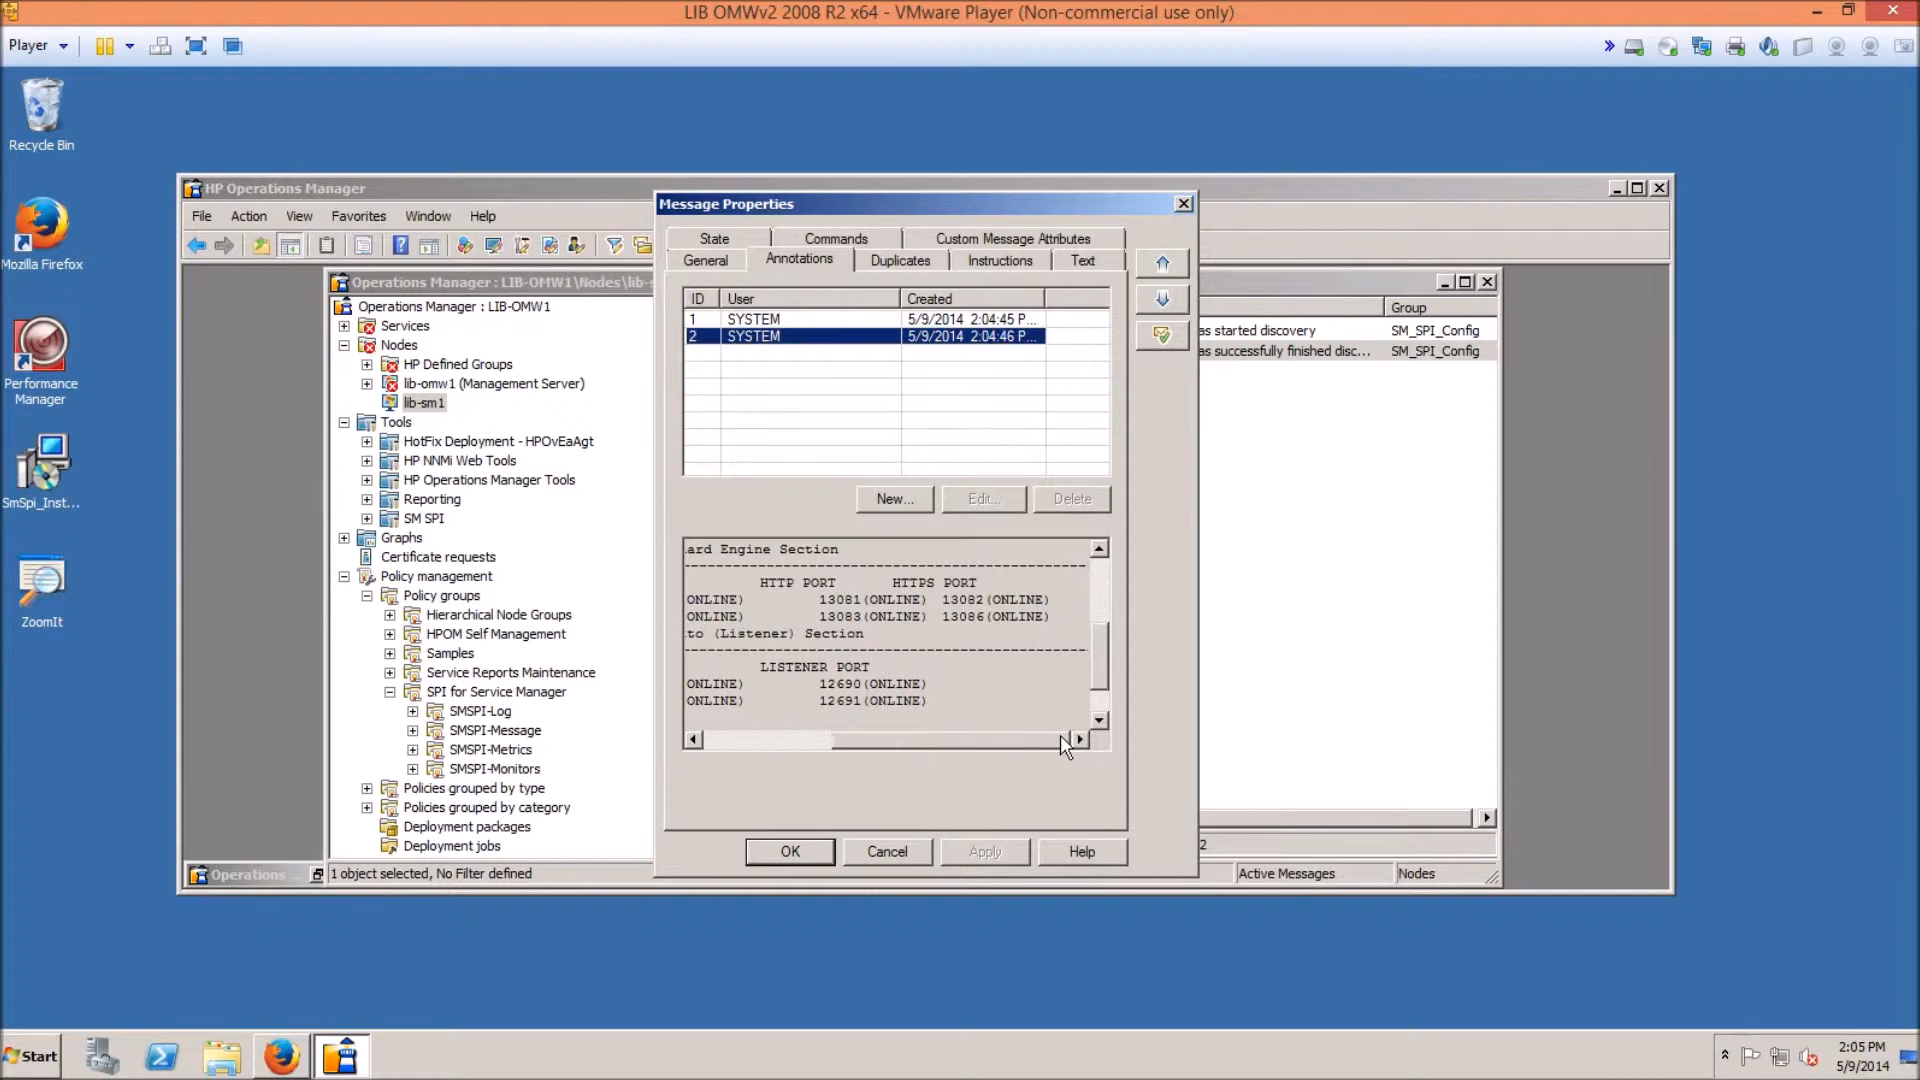 LIB OMWv2 2008 R2 x64 - VMware Player (Non-commercial use only)
Player
Recycle Bin
Mozilla Firefox
Performance
Manager
SmSpi_Inst...
ZoomIt
HP Operations Manager
File Action View Favorites Window Help
Operations Manager : LIB-OMW1\Nodes\lib-s
Operations Manager : LIB-OMW1
Services
Nodes
HP Defined Groups
lib-omw1 (Management Server)
lib-sm1
Tools
HotFix Deployment - HPOvEaAgt
HP NNMi Web Tools
HP Operations Manager Tools
Reporting
SM SPI
Graphs
Certificate requests
Policy management
Policy groups
Hierarchical Node Groups
HPOM Self Management
Samples
Service Reports Maintenance
SPI for Service Manager
SMSPI-Log
SMSPI-Message
SMSPI-Metrics
SMSPI-Monitors
Policies grouped by type
Policies grouped by category
Deployment packages
Deployment jobs
Operations
1 object selected, No Filter defined
Message Properties
State Commands Custom Message Attributes
General Annotations Duplicates Instructions Text
ID User Created
1 SYSTEM 5/9/2014 2:04:45 P...
2 SYSTEM 5/9/2014 2:04:46 P...
New... Edit... Delete
ard Engine Section
HTTP PORT HTTPS PORT
ONLINE) 13081(ONLINE) 13082(ONLINE)
ONLINE) 13083(ONLINE) 13086(ONLINE)
to (Listener) Section
LISTENER PORT
ONLINE) 12690(ONLINE)
ONLINE) 12691(ONLINE)
OK Cancel Apply Help
Group
as started discovery SM_SPI_Config
as successfully finished disc... SM_SPI_Config
2
Active Messages Nodes
Start
2:05 PM
5/9/2014